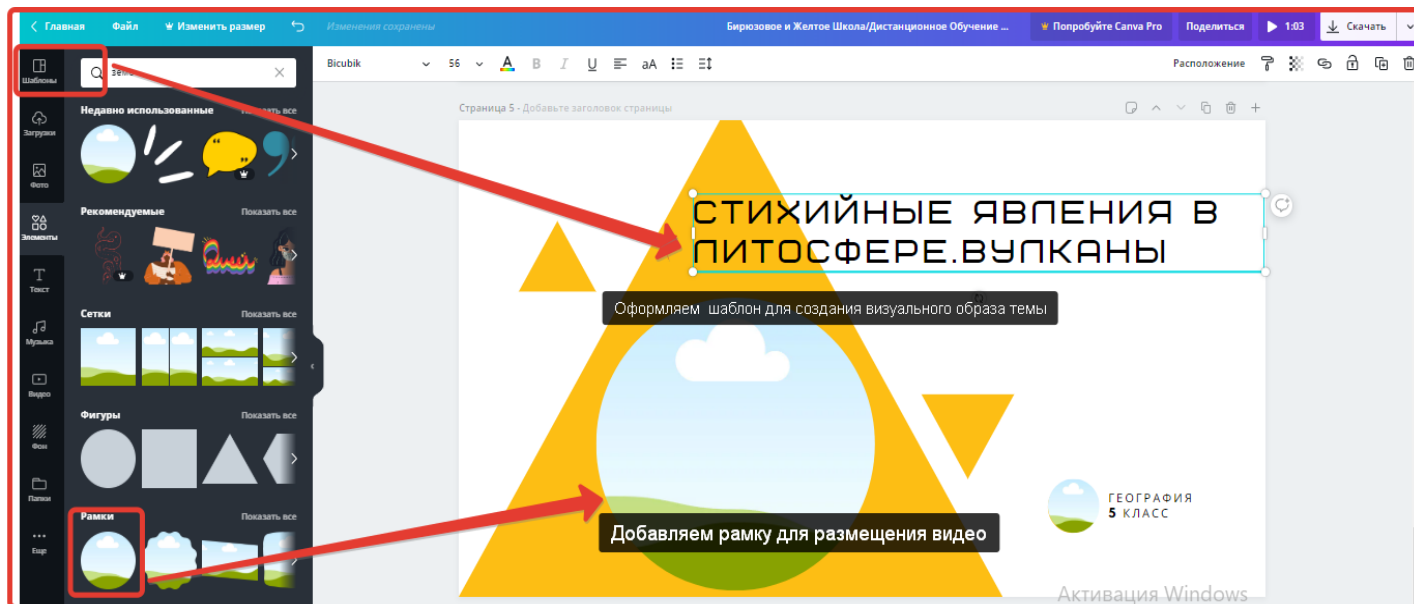 Главная Файл Изменить размер Изменения сохранены Бирюзовое и Желтое Школа/Дистанционное Обучение ... Попробуйте Canva Pro Поделиться 1:03 Скачать
Шаблоны
Bicubik 56 A B I U aA Расположение
Недавно использованные Показать все
Страница 5 - Добавьте заголовок страницы
Загрузки
Фото
Рекомендуемые Показать все
СТИХИЙНЫЕ ЯВЛЕНИЯ В
ЛИТОСФЕРЕ.ВУЛКАНЫ
Элементы
Текст
Оформляем шаблон для создания визуального образа темы
Сетки Показать все
Музыка
Видео
Фигуры Показать все
Фон
Папки
ГЕОГРАФИЯ
5 КЛАСС
Рамки Показать все
Добавляем рамку для размещения видео
Еще
Активация Windows